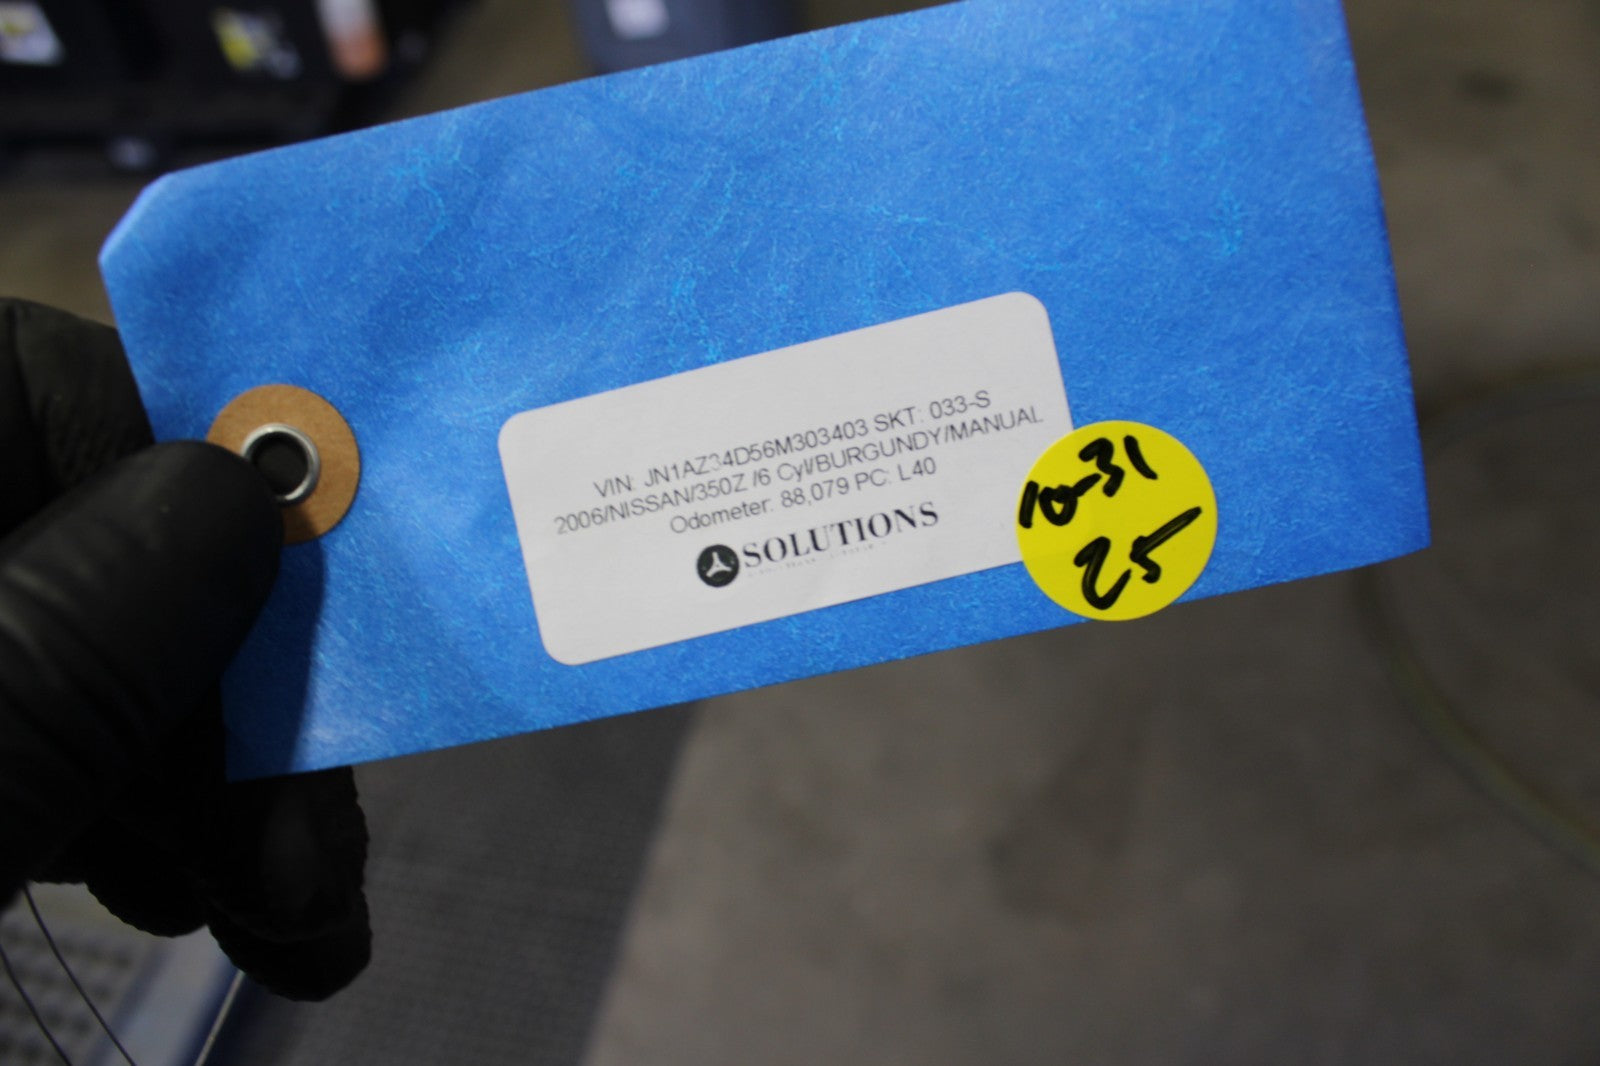 VIN: JN1AZ34D56M303403 SKT: 033-S
2006/NISSAN/350Z /6 Cyl/BURGUNDY/MANUAL
Odometer: 88,079 PC: L40
SOLUTIONS
10-31
25